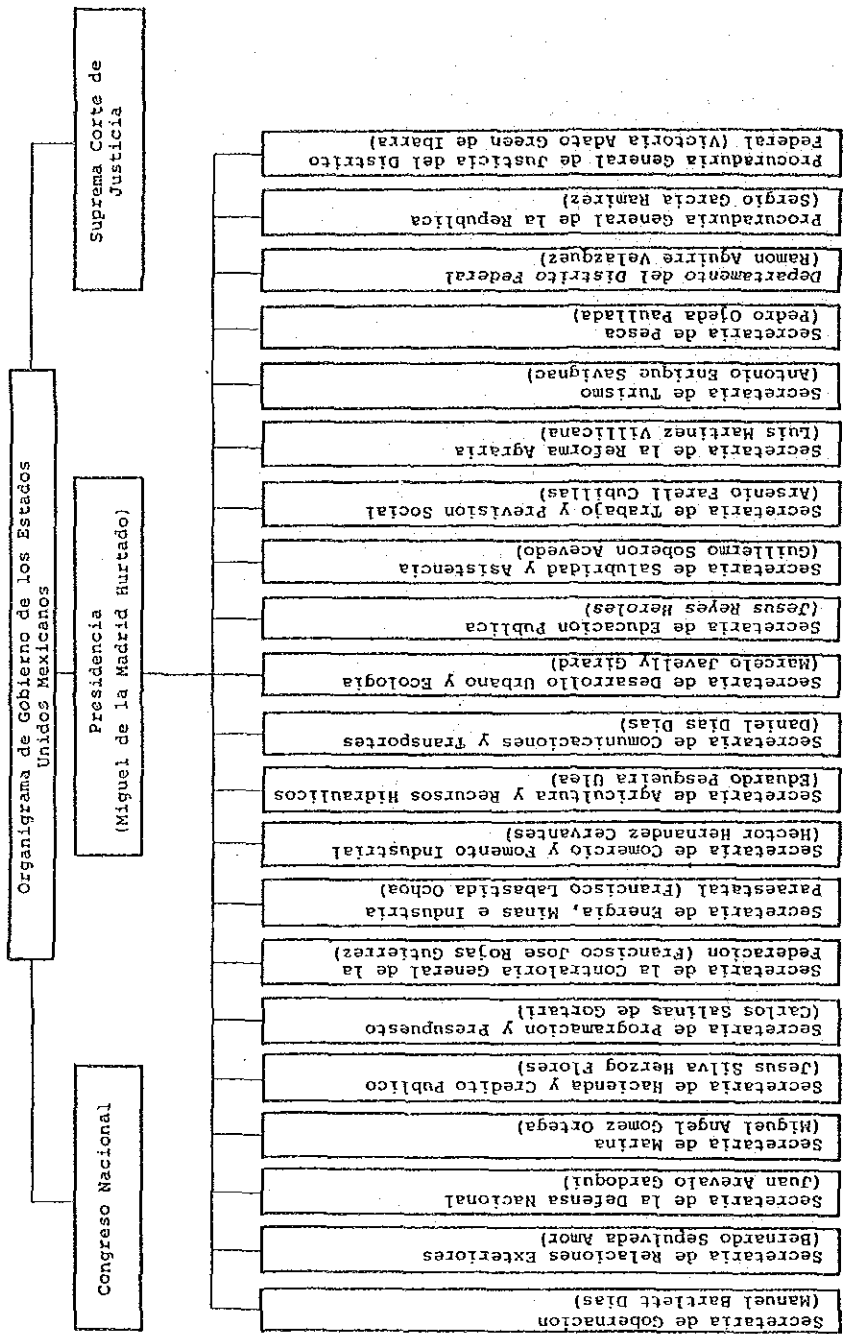 Organigrama de Gobierno de los Estados
Unidos Mexicanos
Congreso Nacional
Presidencia
(Miguel de la Madrid Hurtado)
Suprema Corte de
Justicia
Secretaria de Gobernacion
(Manuel Bartlett Dias)
Secretaria de Relaciones Exteriores
(Bernardo Sepulveda Amor)
Secretaria de la Defensa Nacional
(Juan Arevalo Gardoqui)
Secretaria de Marina
(Miguel Angel Gomez Ortega)
Secretaria de Hacienda y Credito Publico
(Jesus Silva Herzog Flores)
Secretaria de Programacion y Presupuesto
(Carlos Salinas de Gortari)
Secretaria de la Contraloria General de la
Federacion (Francisco Jose Rojas Gutierrez)
Secretaria de Energia, Minas e Industria
Paraestatal (Francisco Labastida Ochoa)
Secretaria de Comercio y Fomento Industrial
(Hector Hernandez Cervantes)
Secretaria de Agricultura y Recursos Hidraulicos
(Eduardo Pesqueira Ulea)
Secretaria de Comunicaciones y Transportes
(Daniel Dias Dias)
Secretaria de Desarrollo Urbano y Ecologia
(Marcelo Javelly Girard)
Secretaria de Educacion Publica
(Jesus Reyes Heroles)
Secretaria de Salubridad y Asistencia
(Guillermo Soberon Acevedo)
Secretaria de Trabajo y Prevision Social
(Arsenio Farell Cubillas)
Secretaria de la Reforma Agraria
(Luis Martinez Villicana)
Secretaria de Turismo
(Antonio Enrique Savignac)
Secretaria de Pesca
(Pedro Ojeda Paullada)
Departamento del Distrito Federal
(Ramon Aguirre Velazquez)
Procuraduria General de la Republica
(Sergio Garcia Ramirez)
Procuraduria General de Justicia del Distrito
Federal (Victoria Adato Green de Ibarra)